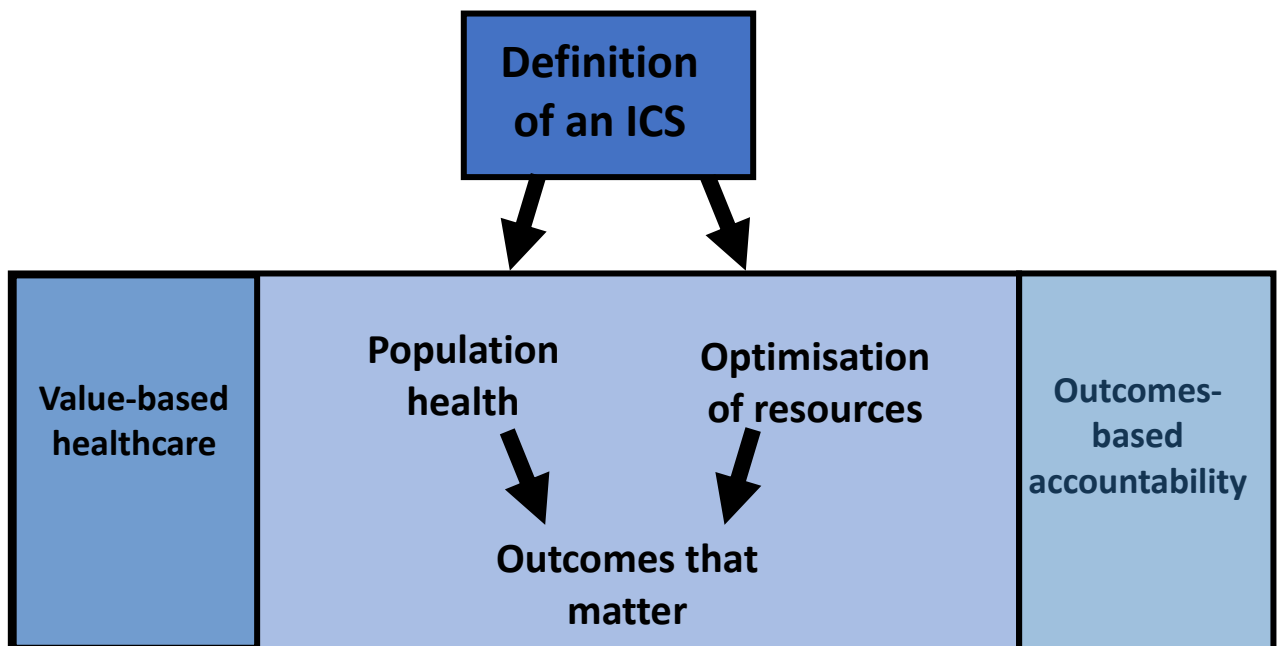 Definition
of an ICS
Value-based
healthcare
Population
health
Optimisation
of resources
Outcomes that
matter
Outcomes-
based
accountability